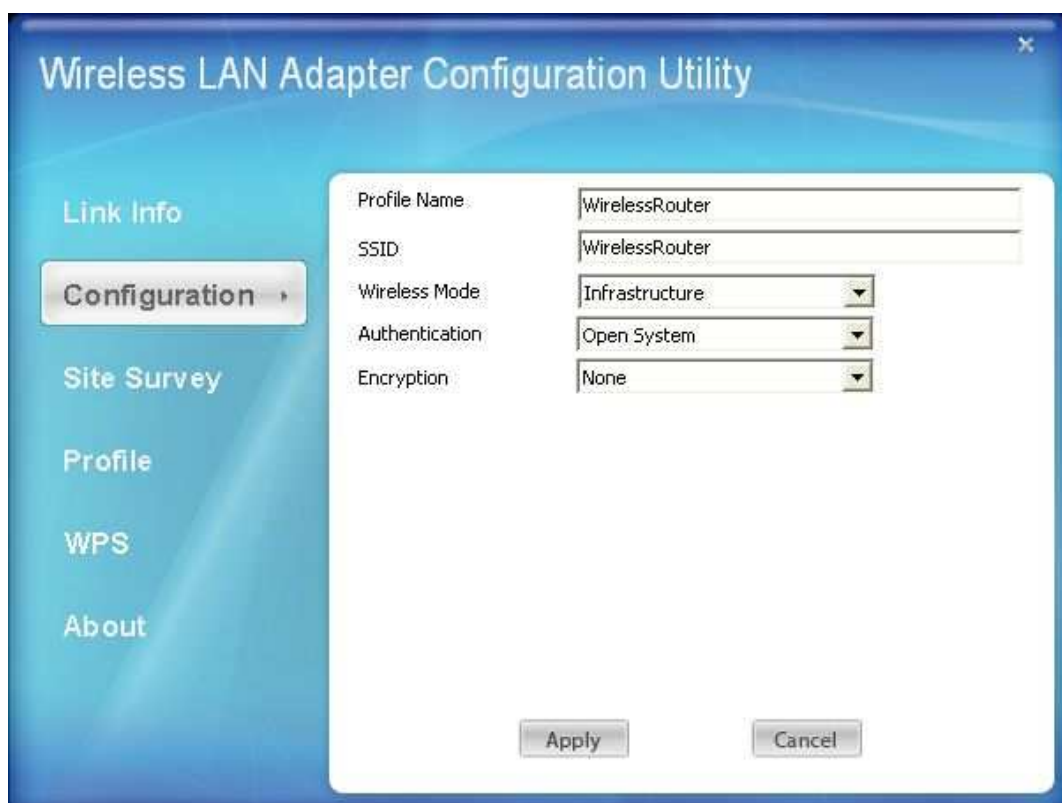 Wireless LAN Adapter Configuration Utility
Link Info
Configuration
Site Survey
Profile
WPS
About
Profile Name WirelessRouter
SSID WirelessRouter
Wireless Mode Infrastructure
Authentication Open System
Encryption None
Apply Cancel